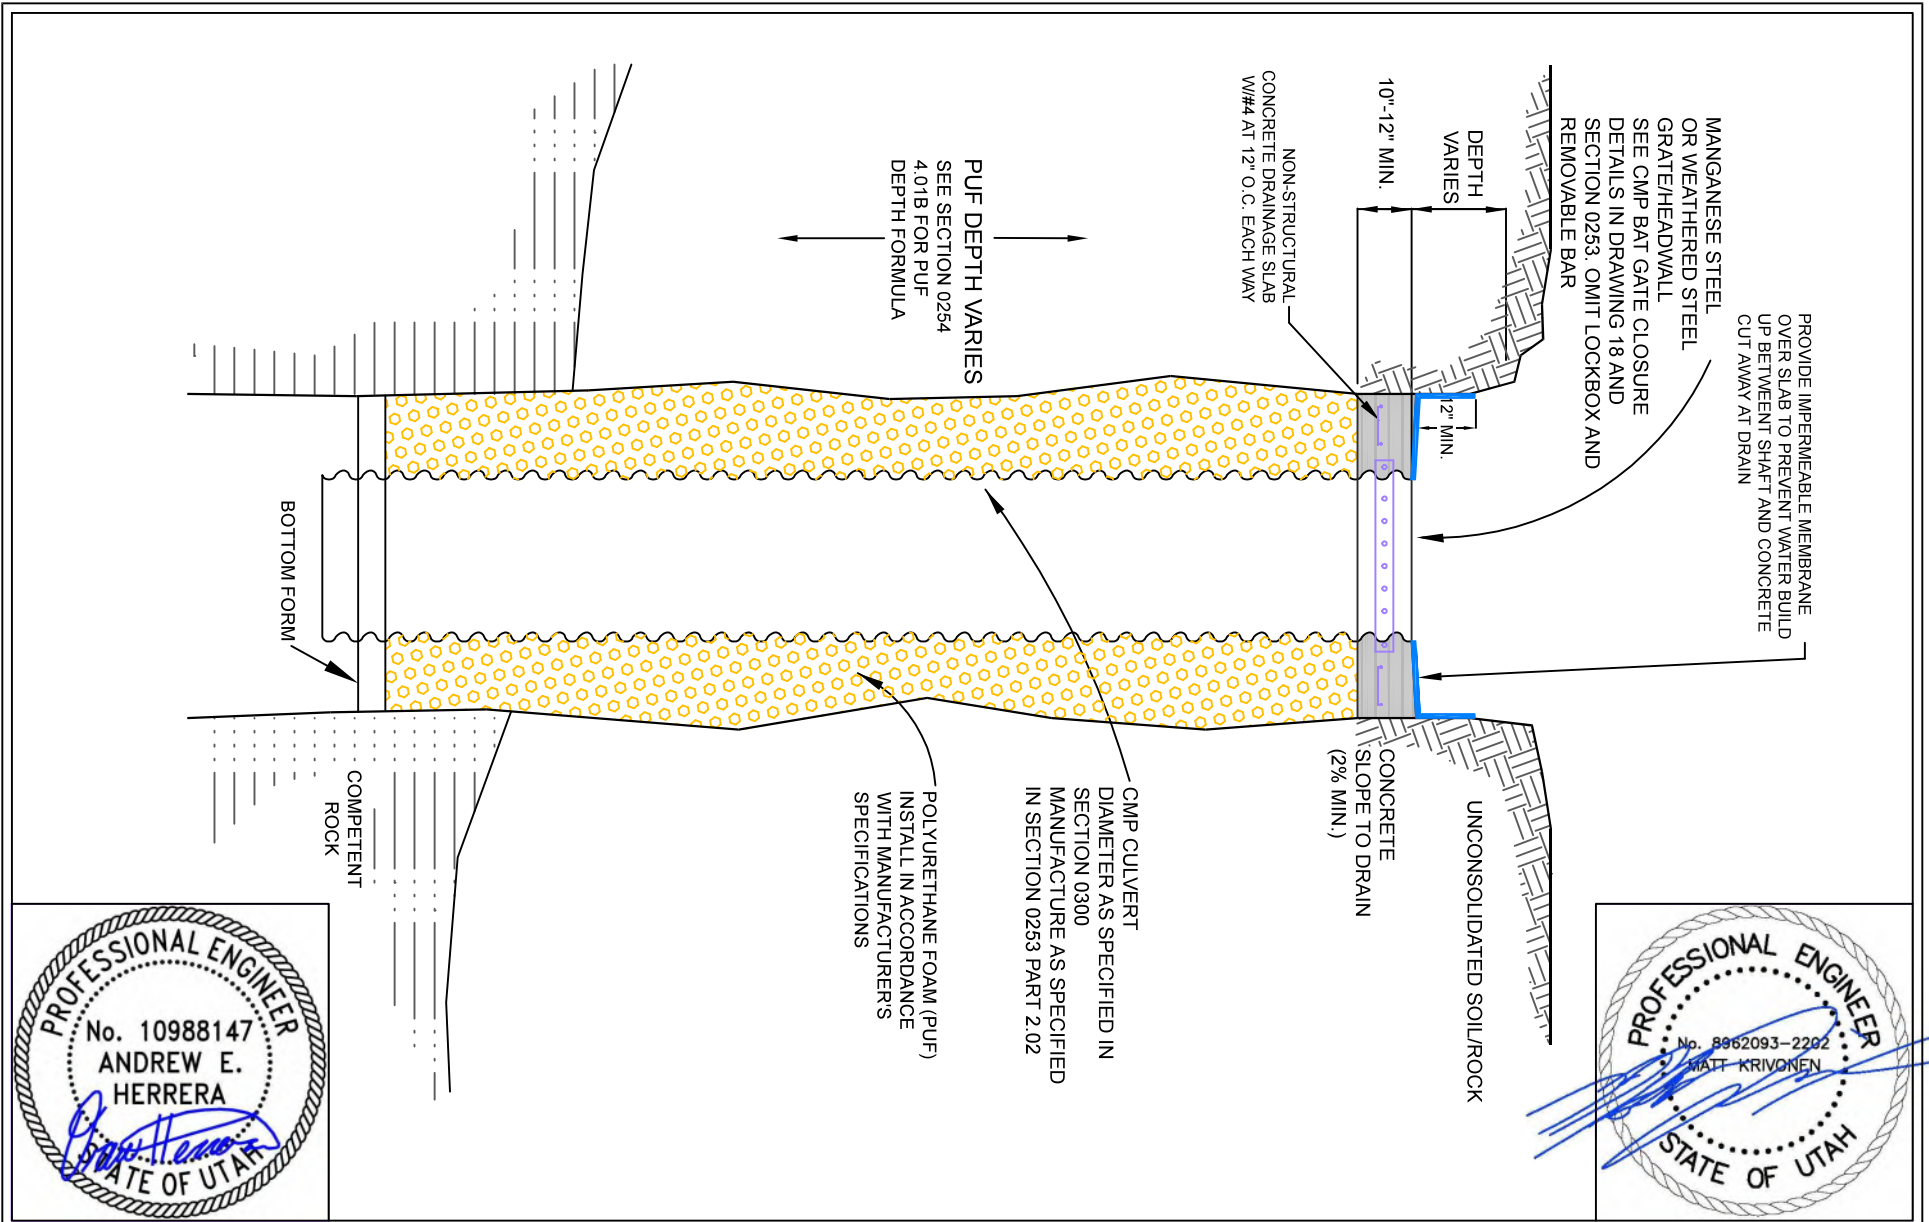 PROVIDE IMPERMEABLE MEMBRANE
OVER SLAB TO PREVENT WATER BUILD
UP BETWEEN SHAFT AND CONCRETE
CUT AWAY AT DRAIN
MANGANESE STEEL
OR WEATHERED STEEL
GRATE/HEADWALL
SEE CMP BAT GATE CLOSURE
DETAILS IN DRAWING 18 AND
SECTION 0253. OMIT LOCKBOX AND
REMOVABLE BAR
DEPTH
VARIES
12" MIN.
10"-12" MIN.
NON-STRUCTURAL
CONCRETE DRAINAGE SLAB
W/#4 AT 12" O.C. EACH WAY
UNCONSOLIDATED SOIL/ROCK
CONCRETE
SLOPE TO DRAIN
(2% MIN.)
PUF DEPTH VARIES
SEE SECTION 0254
4.01B FOR PUF
DEPTH FORMULA
CMP CULVERT
DIAMETER AS SPECIFIED IN
SECTION 0300
MANUFACTURE AS SPECIFIED
IN SECTION 0253 PART 2.02
POLYURETHANE FOAM (PUF)
INSTALL IN ACCORDANCE
WITH MANUFACTURER'S
SPECIFICATIONS
BOTTOM FORM
COMPETENT
ROCK
PROFESSIONAL ENGINEER
No. 10988147
ANDREW E.
HERRERA
STATE OF UTAH
PROFESSIONAL ENGINEER
No. 8962093-2202
MATT KRIVONEN
STATE OF UTAH